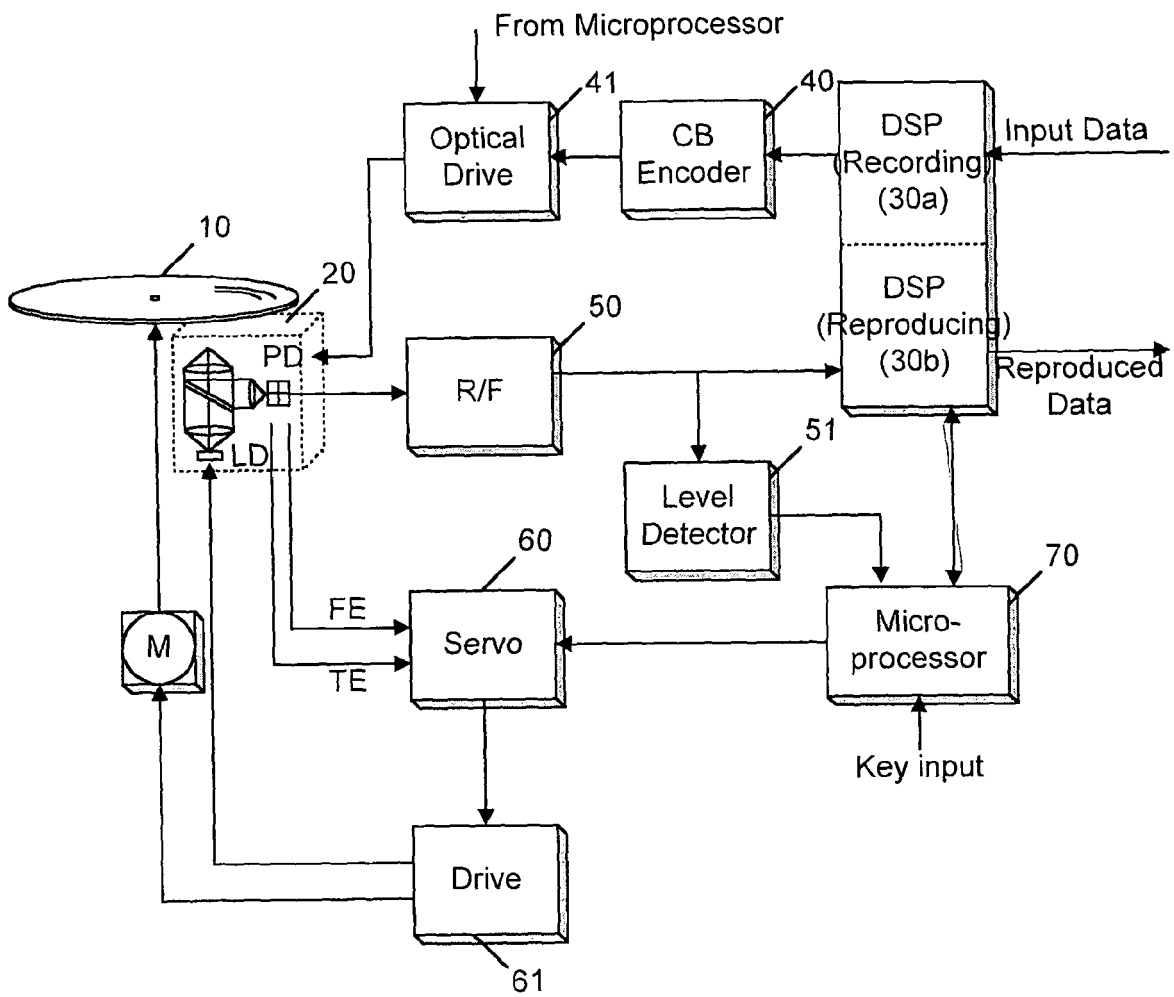 From Microprocessor
41
40
Optical
Drive
CB
Encoder
DSP
(Recording)
(30a)
Input Data
10
20
50
DSP
(Reproducing)
(30b)
Reproduced
Data
PD
R/F
LD
51
Level
Detector
60
70
FE
TE
M
Servo
Micro-
processor
Key input
Drive
61